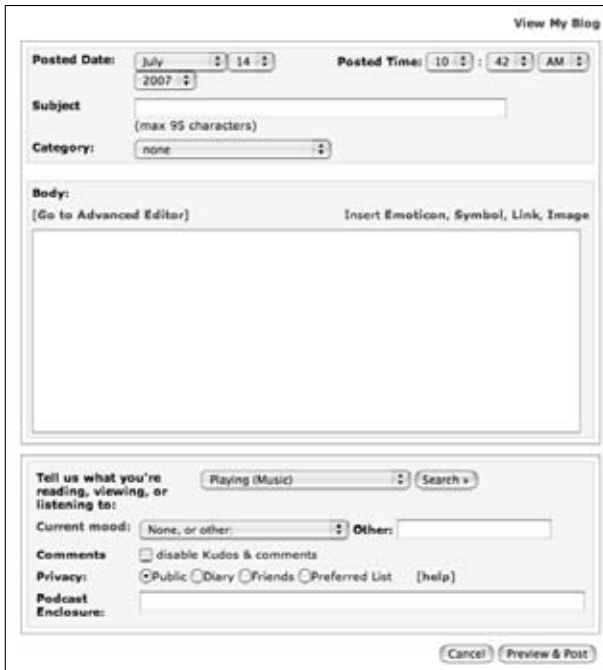 View My Blog
Posted Date: July 14 Posted Time: 10 : 42 AM
2007
Subject
(max 95 characters)
Category: none
Body:
[Go to Advanced Editor] Insert Emoticon, Symbol, Link, Image
Tell us what you're Playing (Music) Search »
reading, viewing, or
listening to:
Current mood: None, or other: Other:
Comments disable Kudos & comments
Privacy: Public Diary Friends Preferred List [help]
Podcast
Enclosure:
Cancel Preview & Post